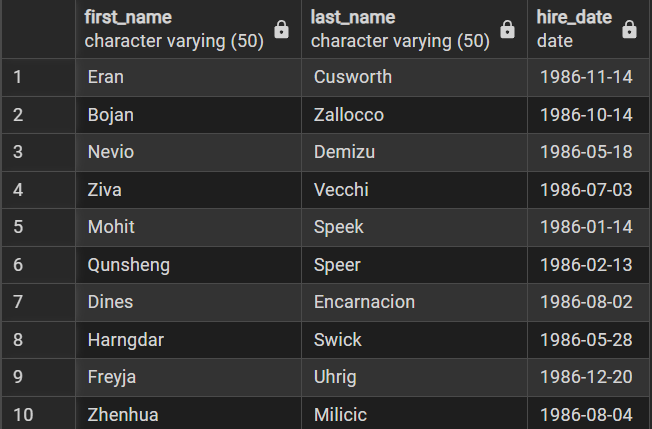 first_name last_name hire_date
character varying (50) character varying (50) date
1 Eran Cusworth 1986-11-14
2 Bojan Zallocco 1986-10-14
3 Nevio Demizu 1986-05-18
4 Ziva Vecchi 1986-07-03
5 Mohit Speek 1986-01-14
6 Qunsheng Speer 1986-02-13
7 Dines Encarnacion 1986-08-02
8 Harngdar Swick 1986-05-28
9 Freyja Uhrig 1986-12-20
10 Zhenhua Milicic 1986-08-04